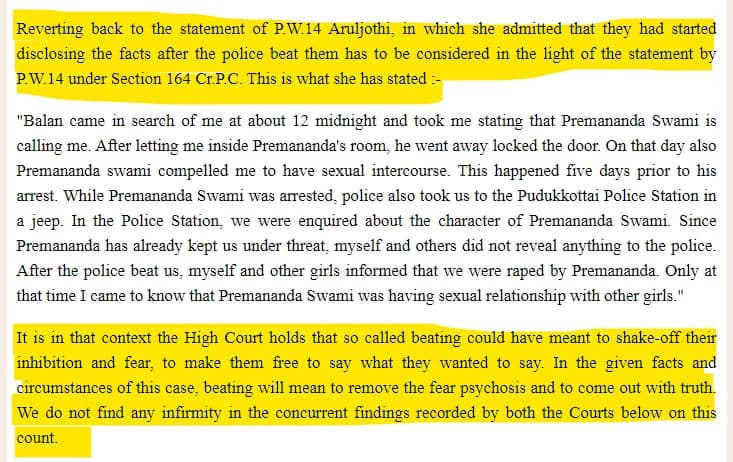 Reverting back to the statement of P.W.14 Aruljothi, in which she admitted that they had started
disclosing the facts after the police beat them has to be considered in the light of the statement by
P.W.14 under Section 164 Cr.P.C. This is what she has stated :-
"Balan came in search of me at about 12 midnight and took me stating that Premananda Swami is
calling me. After letting me inside Premananda's room, he went away locked the door. On that day also
Premananda swami compelled me to have sexual intercourse. This happened five days prior to his
arrest. While Premananda Swami was arrested, police also took us to the Pudukkottai Police Station in
a jeep. In the Police Station, we were enquired about the character of Premananda Swami. Since
Premananda has already kept us under threat, myself and others did not reveal anything to the police.
After the police beat us, myself and other girls informed that we were raped by Premananda. Only at
that time I came to know that Premananda Swami was having sexual relationship with other girls."
It is in that context the High Court holds that so called beating could have meant to shake-off their
inhibition and fear, to make them free to say what they wanted to say. In the given facts and
circumstances of this case, beating will mean to remove the fear psychosis and to come out with truth.
We do not find any infirmity in the concurrent findings recorded by both the Courts below on this
count.